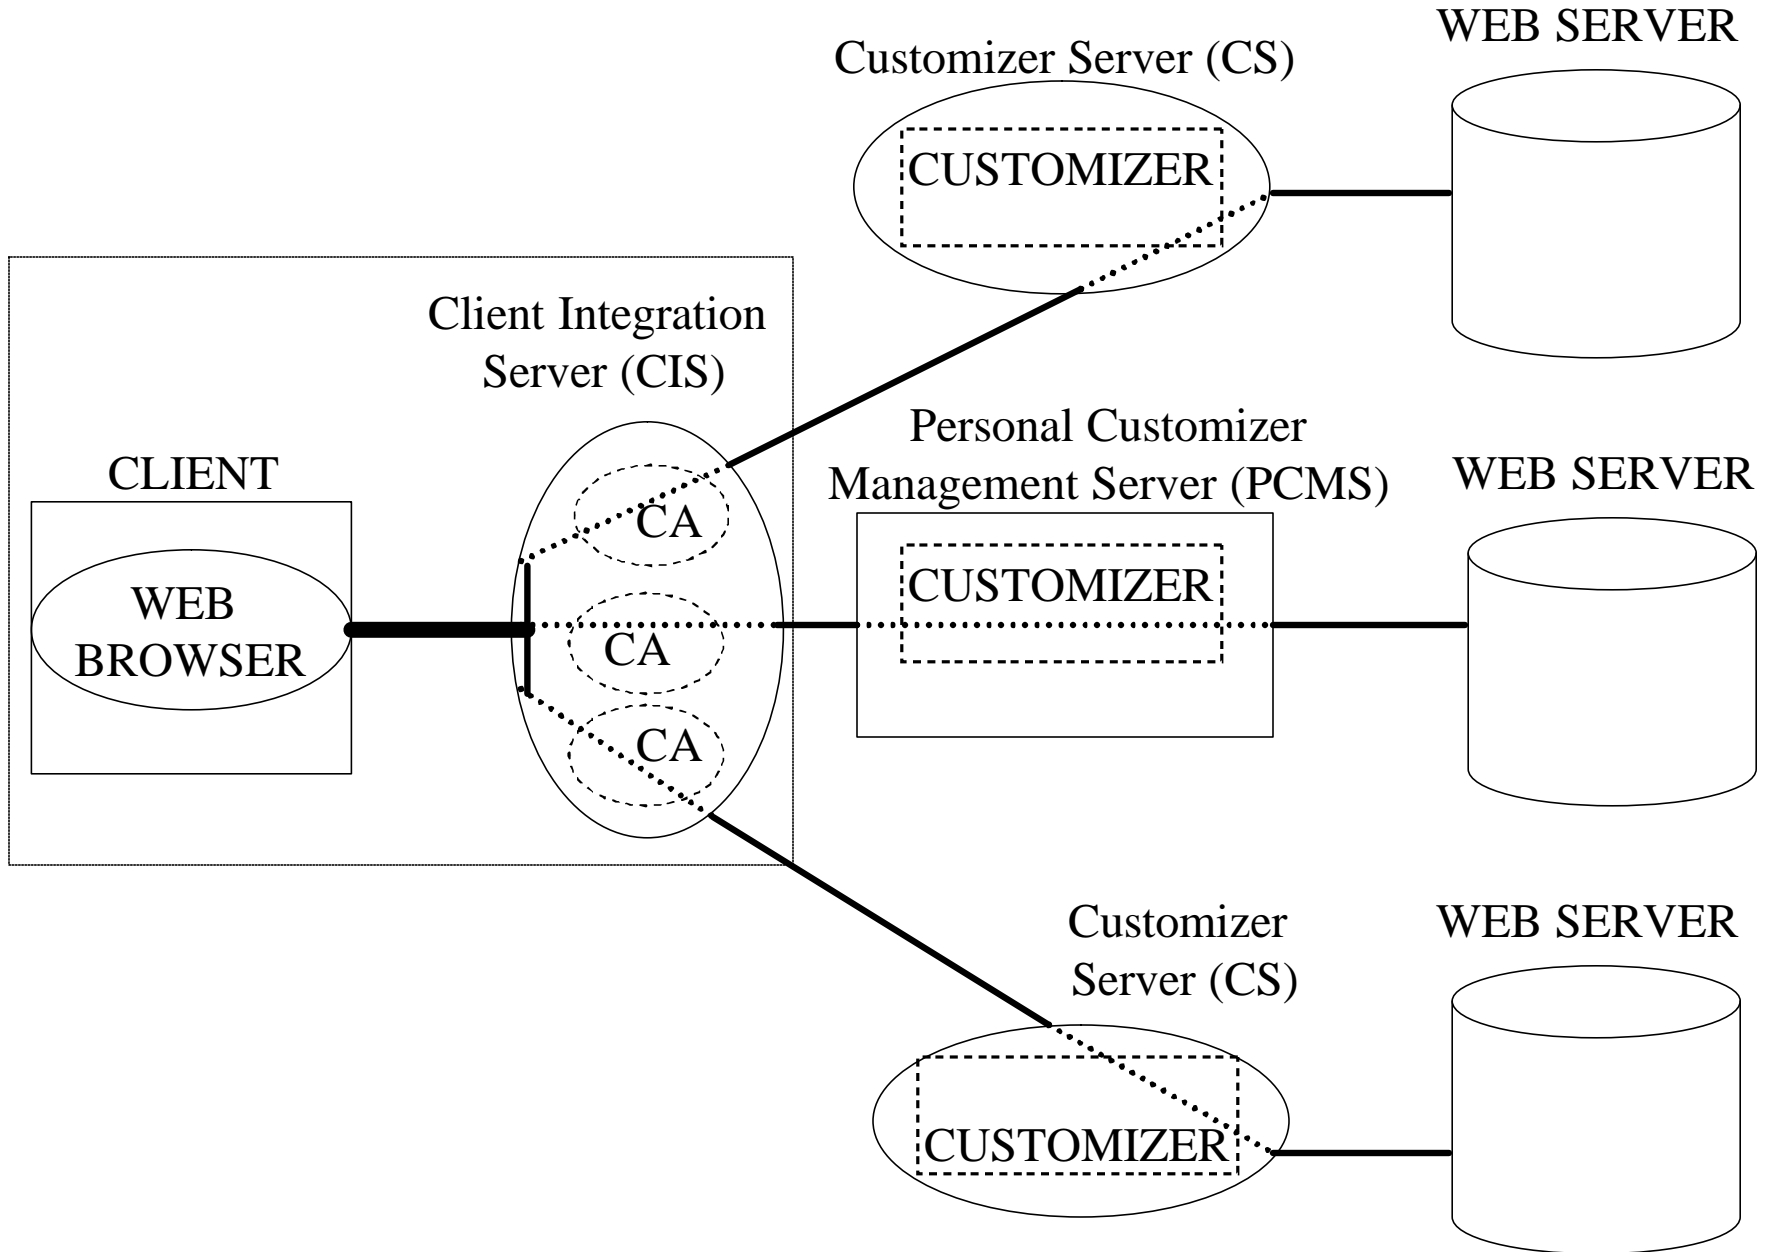 WEB SERVER
Customizer Server (CS)
CUSTOMIZER
Client Integration
Server (CIS)
CLIENT
WEB
BROWSER
CA
CA
CA
Personal Customizer
Management Server (PCMS)
CUSTOMIZER
WEB SERVER
Customizer
Server (CS)
CUSTOMIZER
WEB SERVER